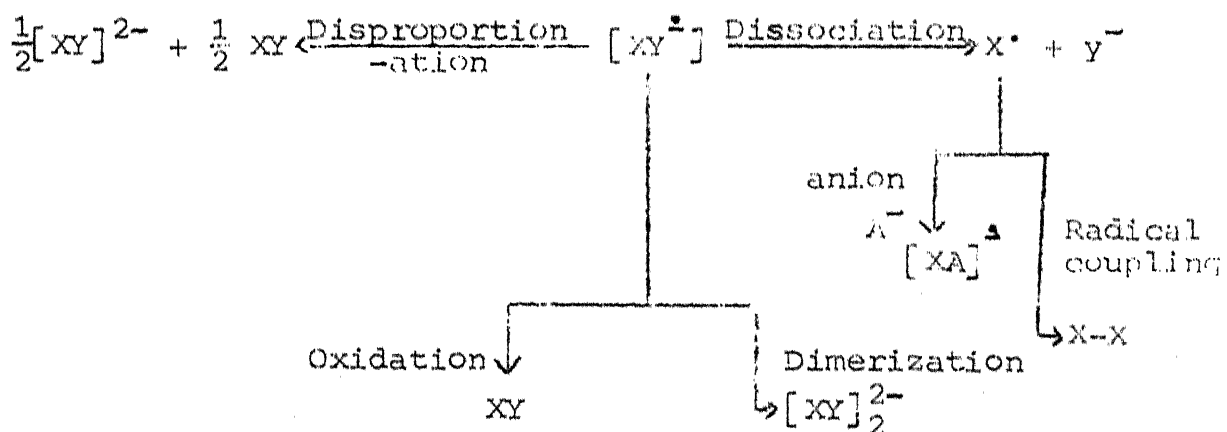 ½[XY]²⁻ + ½ XY ← Disproportion-ation [XY∸] Dissociation → X• + y⁻
anion
A⁻
[XA]∸
Radical
coupling
X-X
Oxidation
XY
Dimerization
[XY]₂²⁻